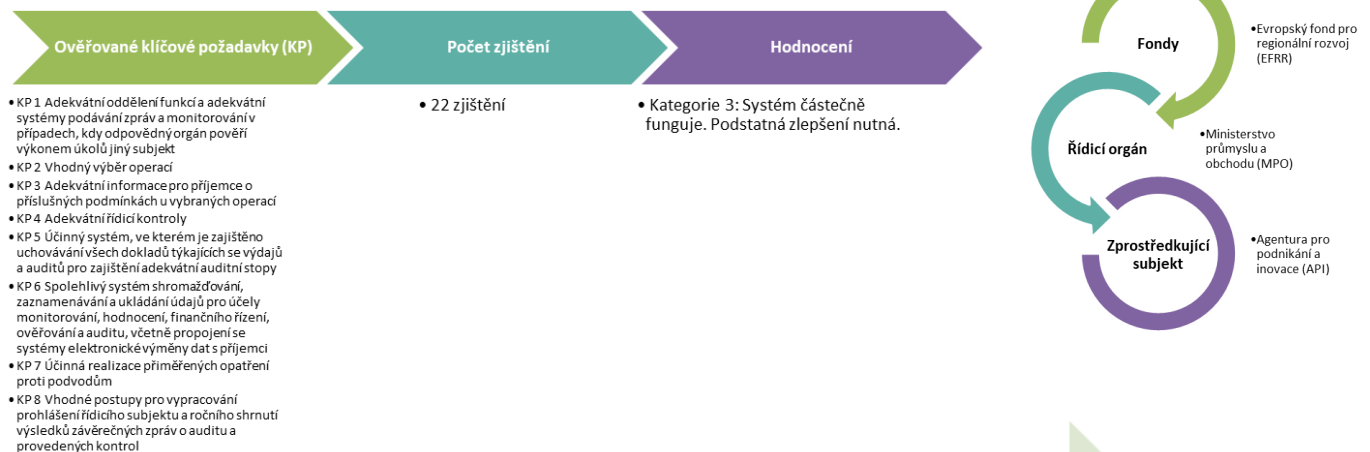 Ověřované klíčové požadavky (KP)
Počet zjištění
Hodnocení
•KP 1 Adekvátní oddělení funkcí a adekvátní
systémy podávání zpráv a monitorování v
případech, kdy odpovědný orgán pověří
výkonem úkolů jiný subjekt
•KP 2 Vhodný výběr operací
•KP 3 Adekvátní informace pro příjemce o
příslušných podmínkách u vybraných operací
•KP 4 Adekvátní řídicí kontroly
•KP 5 Účinný systém, ve kterém je zajištěno
uchovávání všech dokladů týkajících se výdajů
a auditů pro zajištění adekvátní auditní stopy
•KP 6 Spolehlivý systém shromažďování,
zaznamenávání a ukládání údajů pro účely
monitorování, hodnocení, finančního řízení,
ověřování a auditu, včetně propojení se
systémy elektronické výměny dat s příjemci
•KP 7 Účinná realizace přiměřených opatření
proti podvodům
•KP 8 Vhodné postupy pro vypracování
prohlášení řídicího subjektu a ročního shrnutí
výsledků závěrečných zpráv o auditu a
provedených kontrol
• 22 zjištění
• Kategorie 3: Systém částečně
funguje. Podstatná zlepšení nutná.
Fondy
•Evropský fond pro
regionální rozvoj
(EFRR)
Řídicí orgán
•Ministerstvo
průmyslu a
obchodu (MPO)
Zprostředkující
subjekt
•Agentura pro
podnikání a
inovace (API)